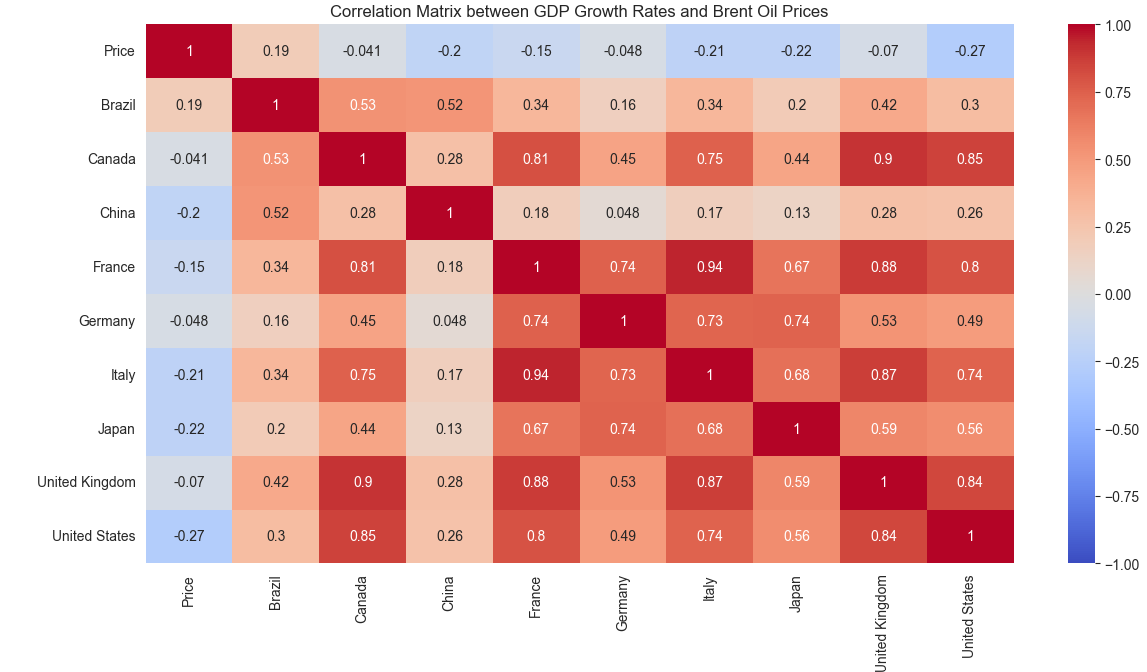 Correlation Matrix between GDP Growth Rates and Brent Oil Prices
Price 1 0.19 -0.041 -0.2 -0.15 -0.048 -0.21 -0.22 -0.07 -0.27
Brazil 0.19 1 0.53 0.52 0.34 0.16 0.34 0.2 0.42 0.3
Canada -0.041 0.53 1 0.28 0.81 0.45 0.75 0.44 0.9 0.85
China -0.2 0.52 0.28 1 0.18 0.048 0.17 0.13 0.28 0.26
France -0.15 0.34 0.81 0.18 1 0.74 0.94 0.67 0.88 0.8
Germany -0.048 0.16 0.45 0.048 0.74 1 0.73 0.74 0.53 0.49
Italy -0.21 0.34 0.75 0.17 0.94 0.73 1 0.68 0.87 0.74
Japan -0.22 0.2 0.44 0.13 0.67 0.74 0.68 1 0.59 0.56
United Kingdom -0.07 0.42 0.9 0.28 0.88 0.53 0.87 0.59 1 0.84
United States -0.27 0.3 0.85 0.26 0.8 0.49 0.74 0.56 0.84 1
Price
Brazil
Canada
China
France
Germany
Italy
Japan
United Kingdom
United States
1.00
0.75
0.50
0.25
0.00
−0.25
−0.50
−0.75
−1.00